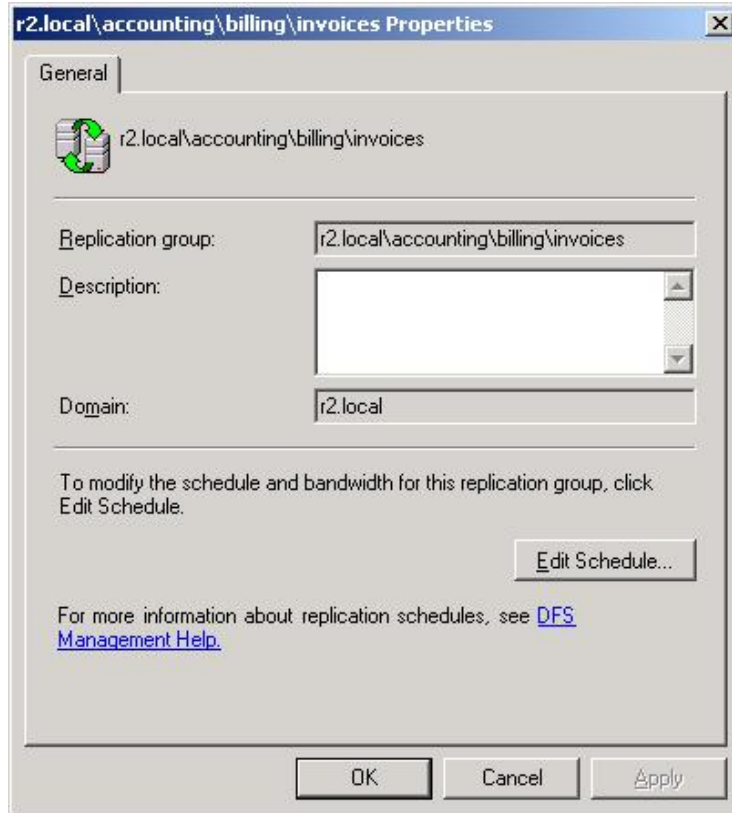 r2.local\accounting\billing\invoices Properties
General
r2.local\accounting\billing\invoices
Replication group:
r2.local\accounting\billing\invoices
Description:
Domain:
r2.local
To modify the schedule and bandwidth for this replication group, click
Edit Schedule.
Edit Schedule...
For more information about replication schedules, see DFS
Management Help.
OK
Cancel
Apply